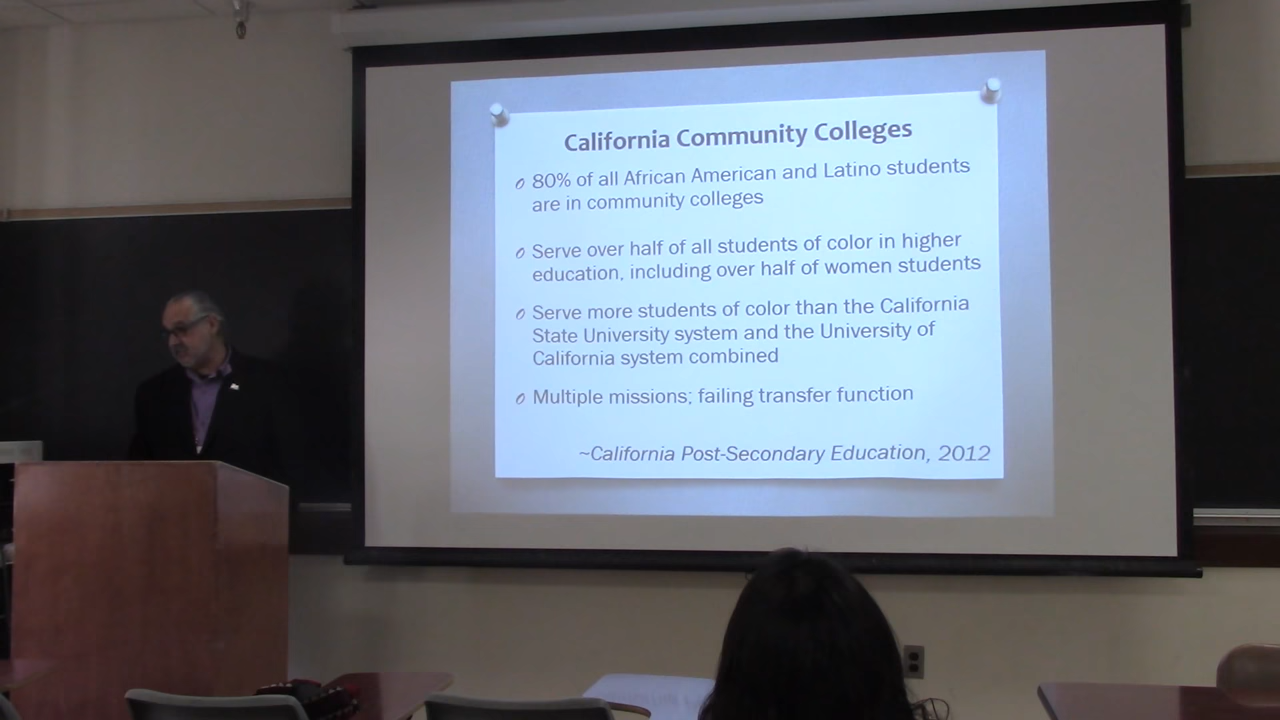 California Community Colleges
80% of all African American and Latino students
are in community colleges
Serve over half of all students of color in higher
education, including over half of women students
Serve more students of color than the California
State University system and the University of
California system combined
Multiple missions; failing transfer function
~California Post-Secondary Education, 2012